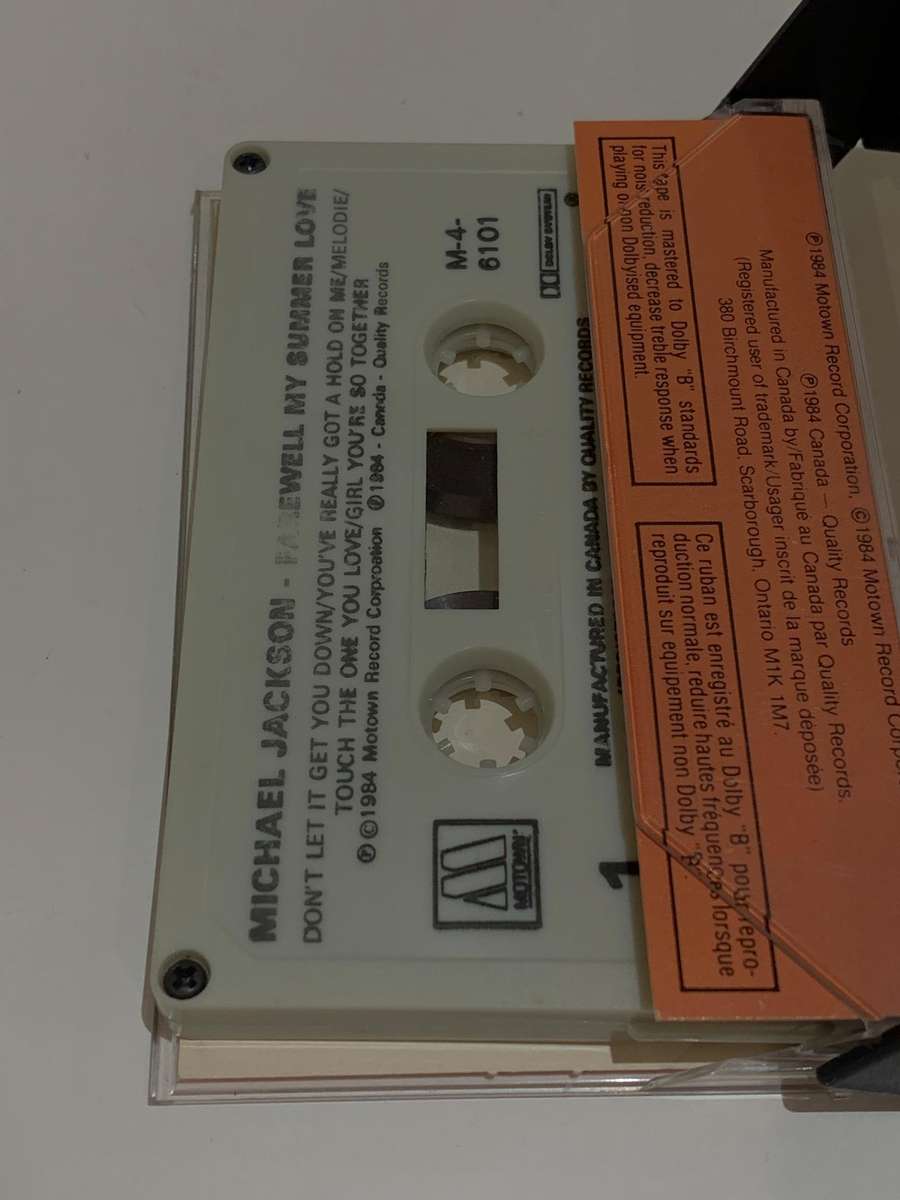 MICHAEL JACKSON - FAREWELL MY SUMMER LOVE
DON'T LET IT GET YOU DOWN/YOU'VE REALLY GOT A HOLD ON ME/MELODIE/
TOUCH THE ONE YOU LOVE/GIRL YOU'RE SO TOGETHER
℗©1984 Motown Record Corproation ℗1984 - Canada - Quality Records
M-4-
6101
DOLBY SYSTEM
MOTOWN
1
MANUFACTURED IN CANADA BY QUALITY RECORDS
This tape is mastered to Dolby "B" standards
for noise reduction, decrease treble response when
playing on non Dolbyised equipment.
Ce ruban est enregistré au Dolby "B" pour repro-
duction normale, réduire hautes fréquences lorsque
reproduit sur equipement non Dolby "B".
℗1984 Motown Record Corporation, ©1984 Motown Record
℗1984 Canada — Quality Records
Manufactured in Canada by/Fabriqué au Canada par Quality Records.
(Registered user of trademark/Usager inscrit de la marque déposée)
380 Birchmount Road, Scarborough, Ontario M1K 1M7.